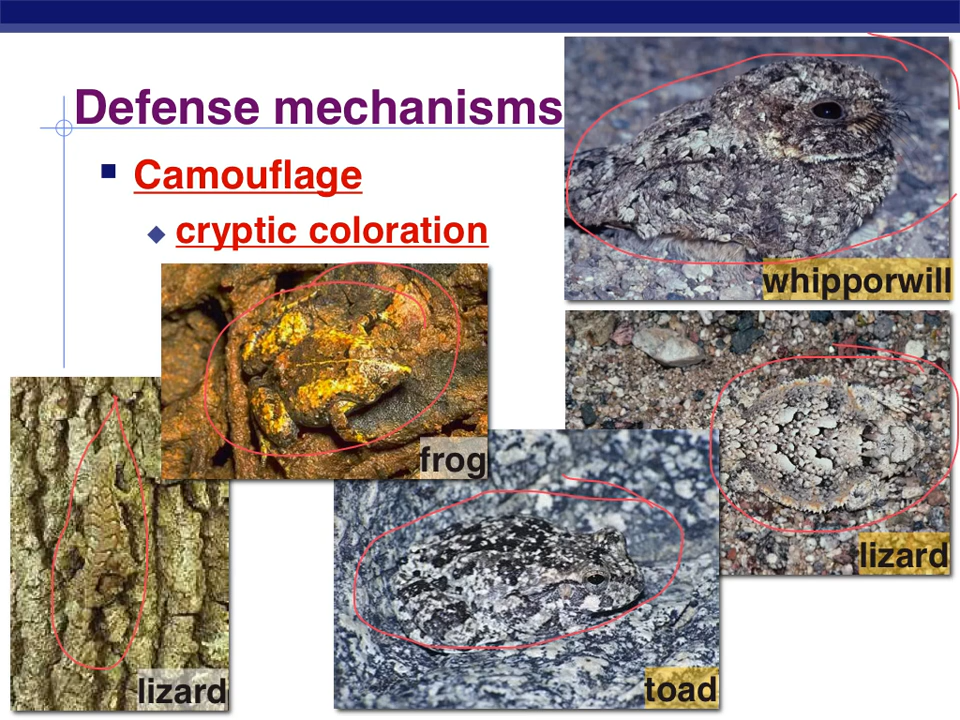 Defense mechanisms
Camouflage
cryptic coloration
whipporwill
frog
lizard
lizard
toad